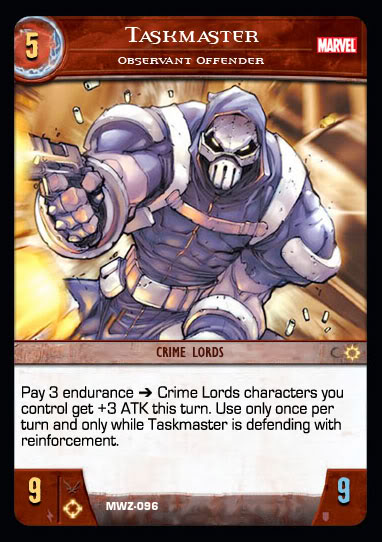 5
TASKMASTER
OBSERVANT OFFENDER
MARVEL
CRIME LORDS
C
Pay 3 endurance ➔ Crime Lords characters you
control get +3 ATK this turn. Use only once per
turn and only while Taskmaster is defending with
reinforcement.
9
MWZ-096
9